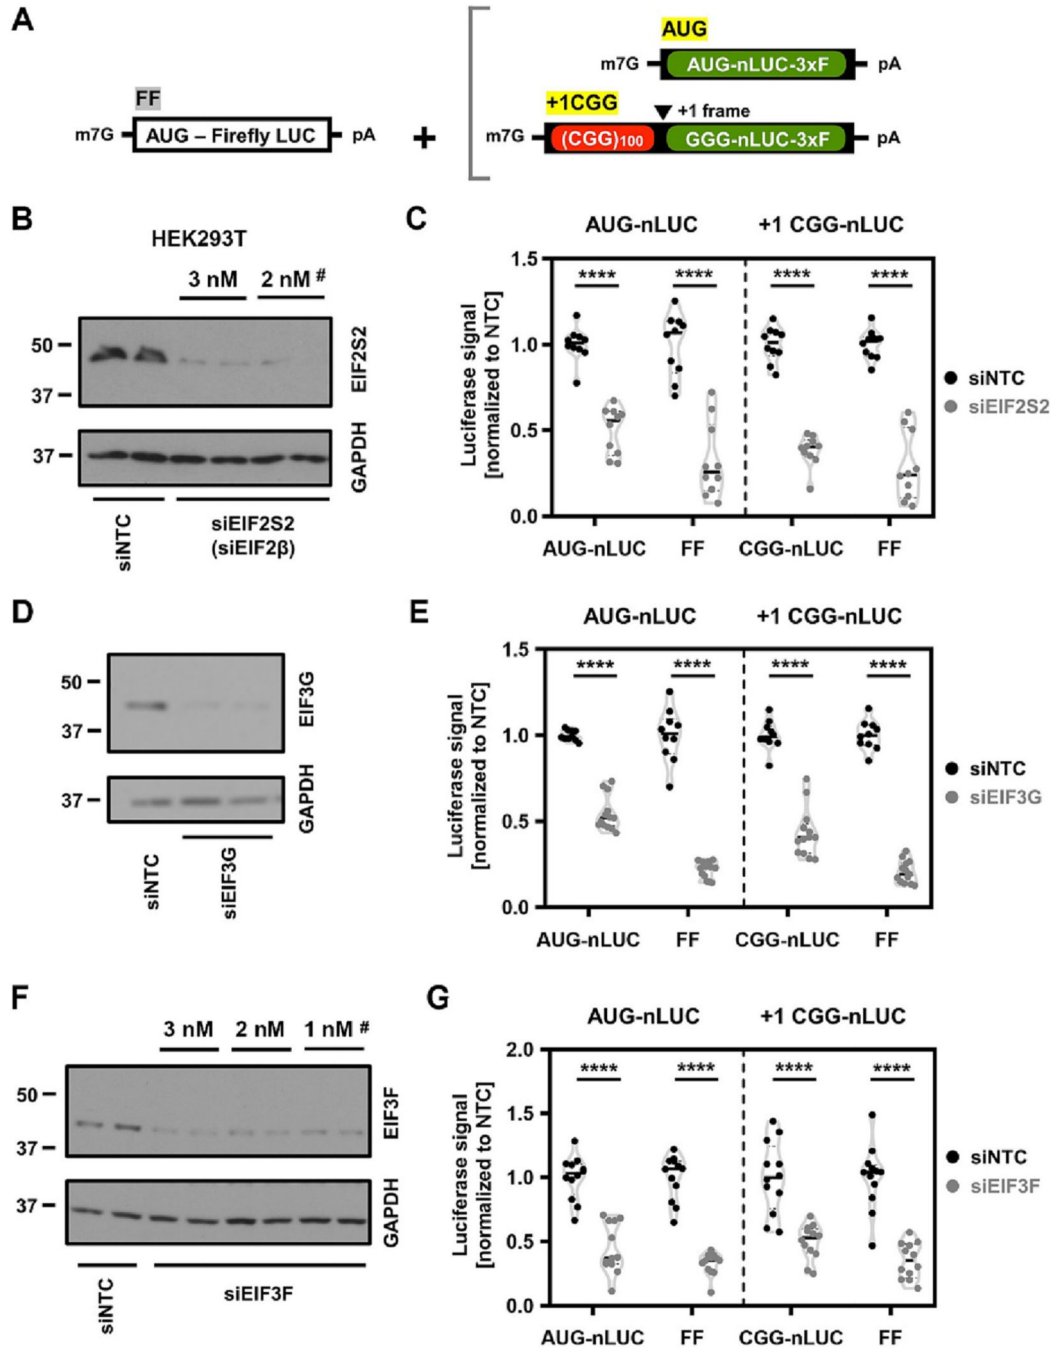 A
FF
m7G
AUG – Firefly LUC
pA
+
AUG
m7G
AUG-nLUC-3xF
pA
+1CGG
+1 frame
m7G
(CGG)100
GGG-nLUC-3xF
pA
B
HEK293T
3 nM
2 nM #
50
37
EIF2S2
37
GAPDH
siNTC
siEIF2S2
(siEIF2β)
C
AUG-nLUC
+1 CGG-nLUC
Luciferase signal
[normalized to NTC]
1.5
1.0
0.5
0.0
****
****
****
****
AUG-nLUC
FF
CGG-nLUC
FF
siNTC
siEIF2S2
D
50
37
EIF3G
37
GAPDH
siNTC
siEIF3G
E
AUG-nLUC
+1 CGG-nLUC
Luciferase signal
[normalized to NTC]
1.5
1.0
0.5
0.0
****
****
****
****
AUG-nLUC
FF
CGG-nLUC
FF
siNTC
siEIF3G
F
3 nM
2 nM
1 nM #
50
37
EIF3F
37
GAPDH
siNTC
siEIF3F
G
AUG-nLUC
+1 CGG-nLUC
Luciferase signal
[normalized to NTC]
2.0
1.5
1.0
0.5
0.0
****
****
****
****
AUG-nLUC
FF
CGG-nLUC
FF
siNTC
siEIF3F